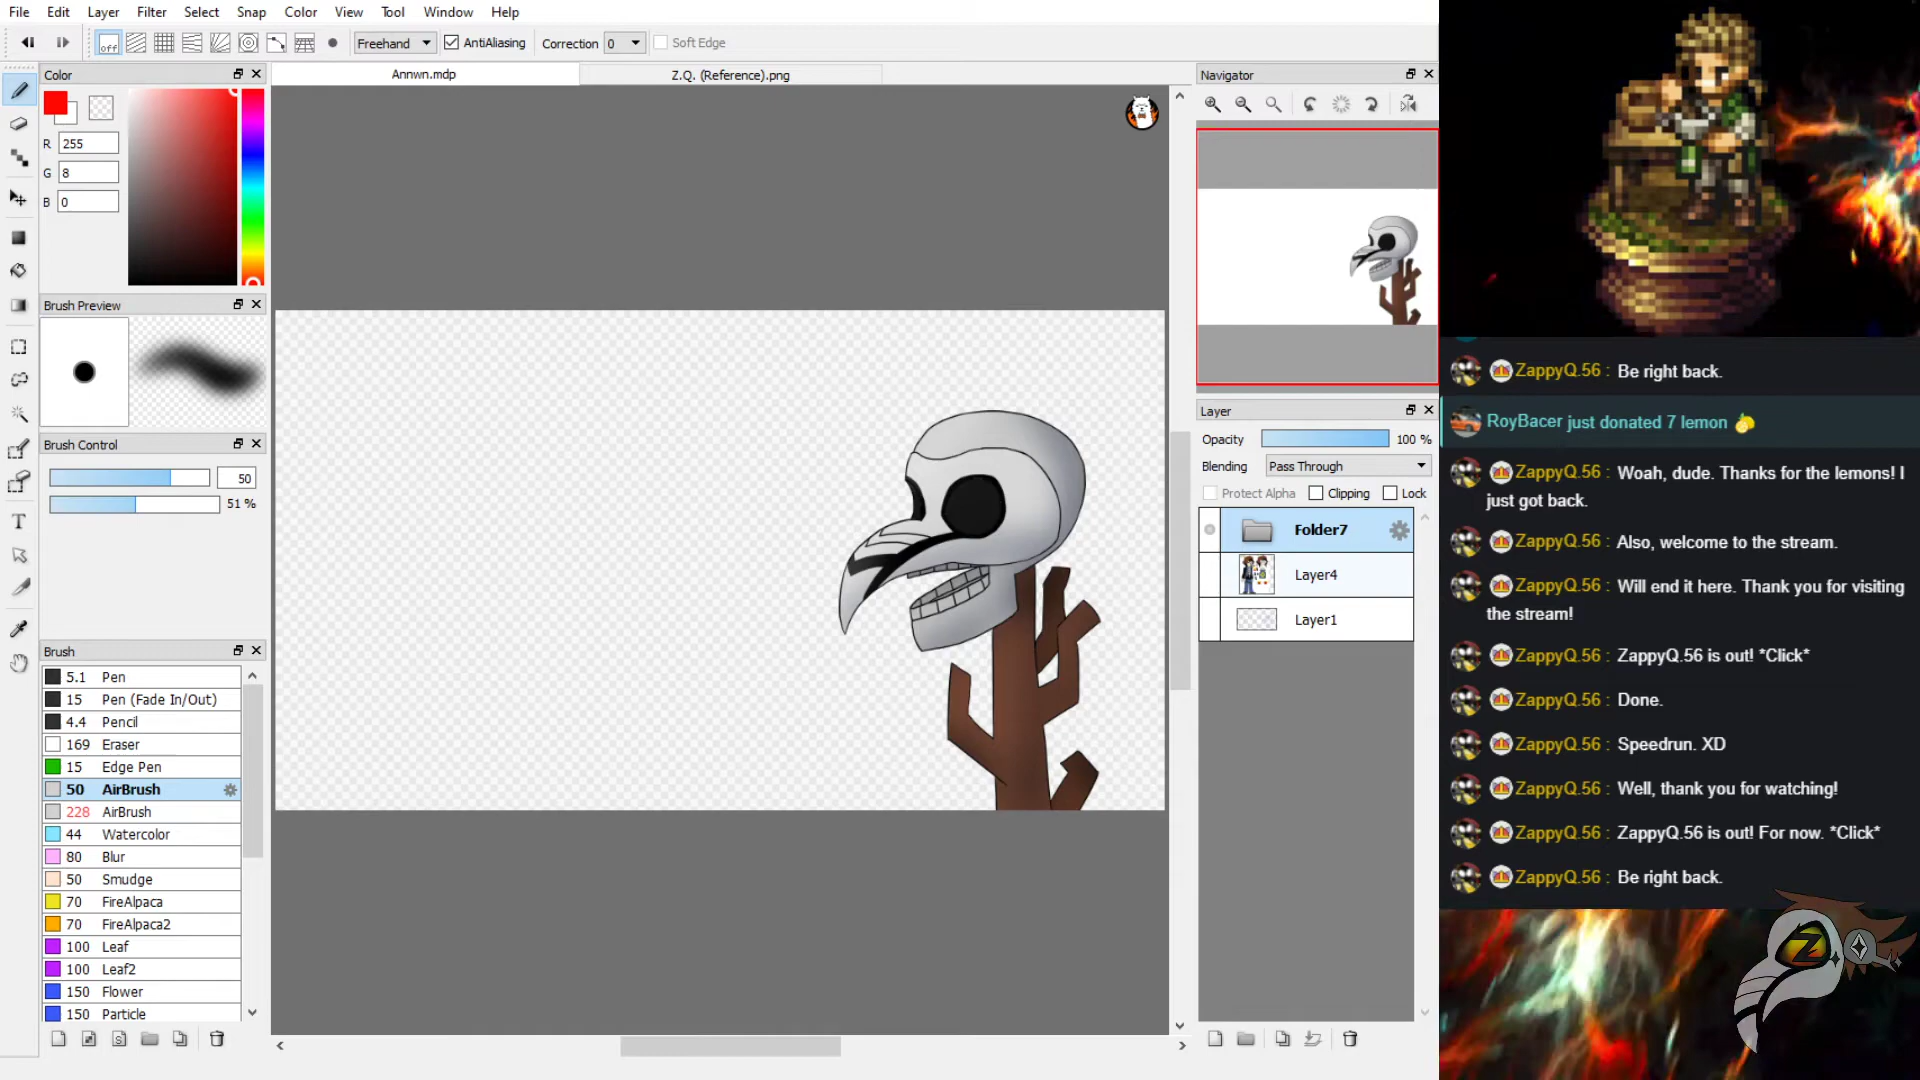 File Edit Layer Filter Select Snap Color View Tool Window Help
off Freehand AntiAliasing Correction 0 Soft Edge
Color
R 255
G 8
B 0
Brush Preview
Brush Control
50
51 %
Brush
5.1 Pen
15 Pen (Fade In/Out)
4.4 Pencil
169 Eraser
15 Edge Pen
50 AirBrush
228 AirBrush
44 Watercolor
80 Blur
50 Smudge
70 FireAlpaca
70 FireAlpaca2
100 Leaf
100 Leaf2
150 Flower
150 Particle
T
Annwn.mdp
Z.Q. (Reference).png
Navigator
Layer
Opacity 100 %
Blending Pass Through
Protect Alpha Clipping Lock
Folder7
Layer4
Layer1
ZappyQ.56 : Be right back.
RoyBacer just donated 7 lemon
ZappyQ.56 : Woah, dude. Thanks for the lemons! I
just got back.
ZappyQ.56 : Also, welcome to the stream.
ZappyQ.56 : Will end it here. Thank you for visiting
the stream!
ZappyQ.56 : ZappyQ.56 is out! *Click*
ZappyQ.56 : Done.
ZappyQ.56 : Speedrun. XD
ZappyQ.56 : Well, thank you for watching!
ZappyQ.56 : ZappyQ.56 is out! For now. *Click*
ZappyQ.56 : Be right back.
Z